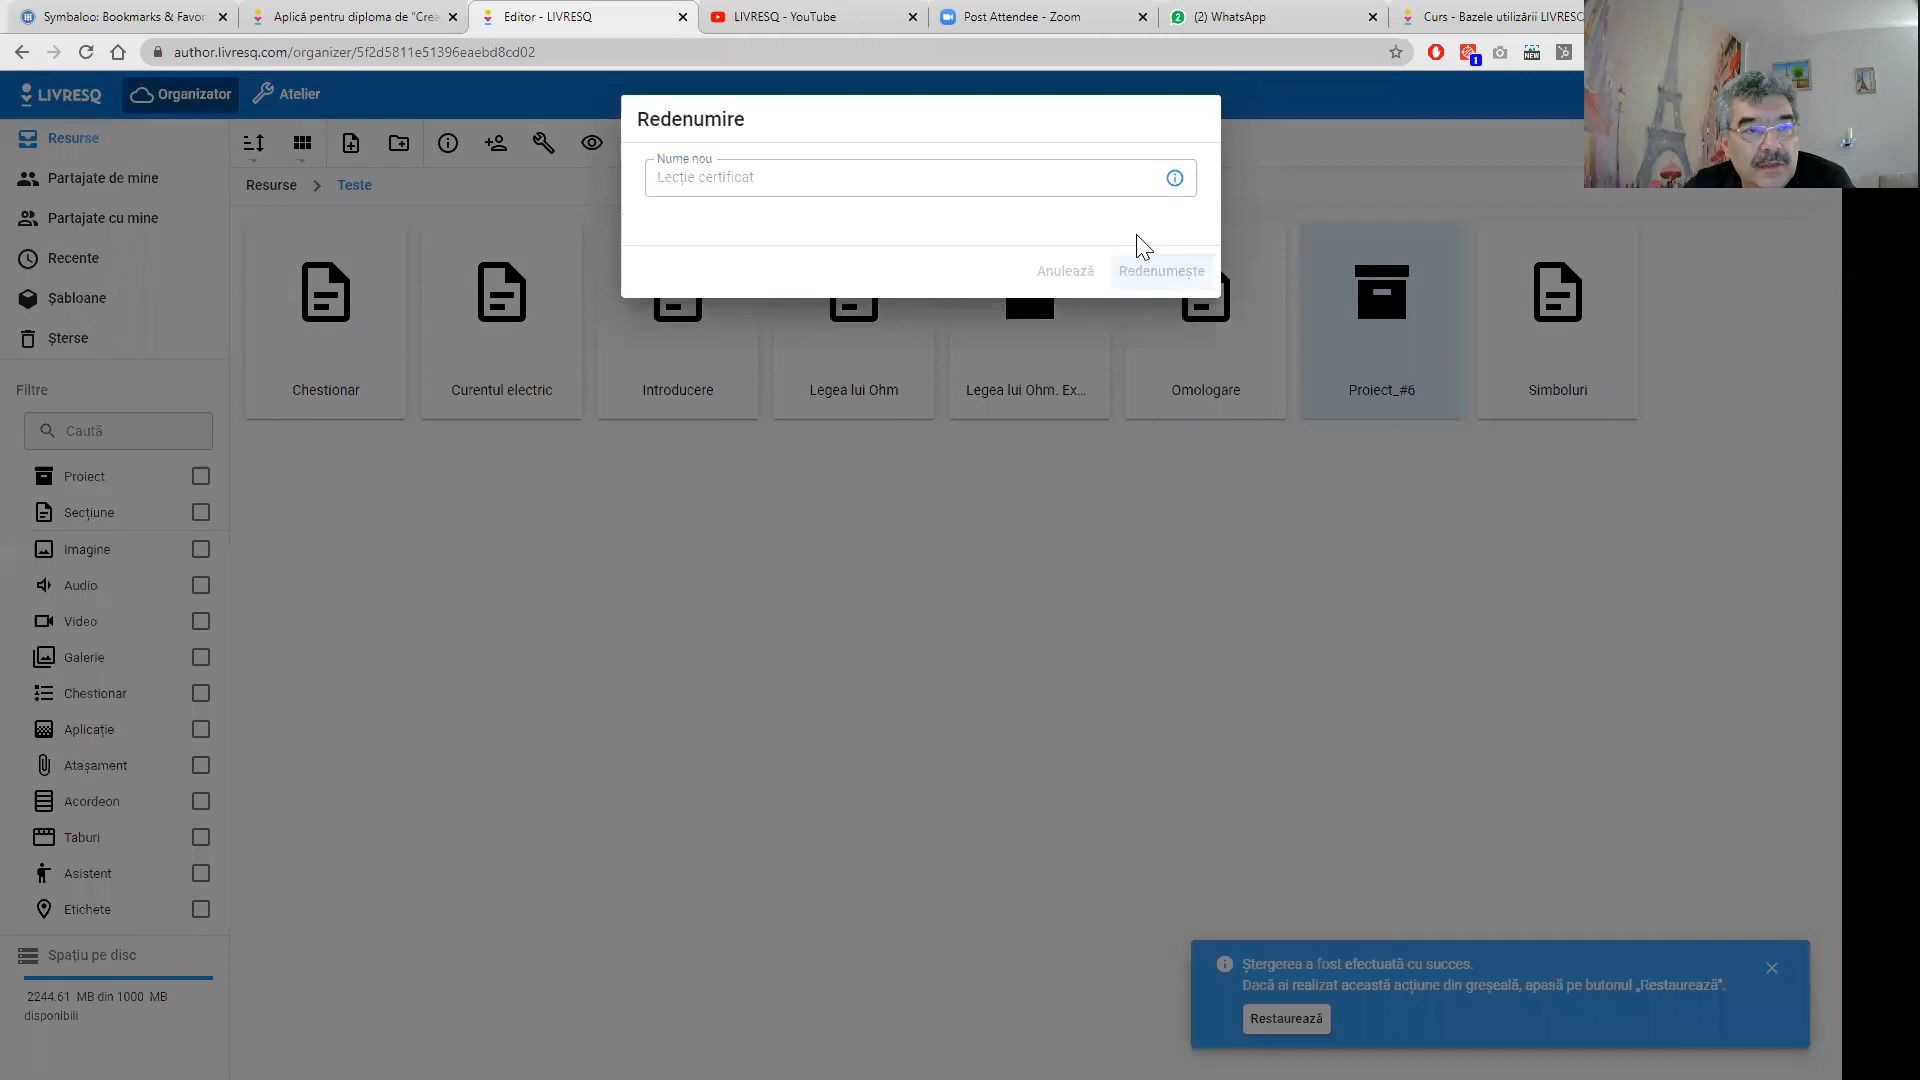 Symbaloo: Bookmarks & Favor
Aplică pentru diploma de "Crea
Editor - LIVRESQ
LIVRESQ - YouTube
Post Attendee - Zoom
(2) WhatsApp
Curs - Bazele utilizării LIVRESQ
author.livresq.com/organizer/5f2d5811e51396eaebd8cd02
1
NEW
LIVRESQ
Organizator
Atelier
Redenumire
Nume nou
Lecție certificat
Anulează
Redenumește
Resurse
Partajate de mine
Partajate cu mine
Recente
Șabloane
Șterse
Resurse
Teste
Chestionar
Curentul electric
Introducere
Legea lui Ohm
Legea lui Ohm. Ex...
Omologare
Proiect_#6
Simboluri
Filtre
Caută
Proiect
Secțiune
Imagine
Audio
Video
Galerie
Chestionar
Aplicație
Atașament
Acordeon
Taburi
Asistent
Etichete
Spațiu pe disc
2244.61 MB din 1000 MB
disponibili
Ștergerea a fost efectuată cu succes.
Dacă ai realizat această acțiune din greșeală, apasă pe butonul „Restaurează”.
Restaurează